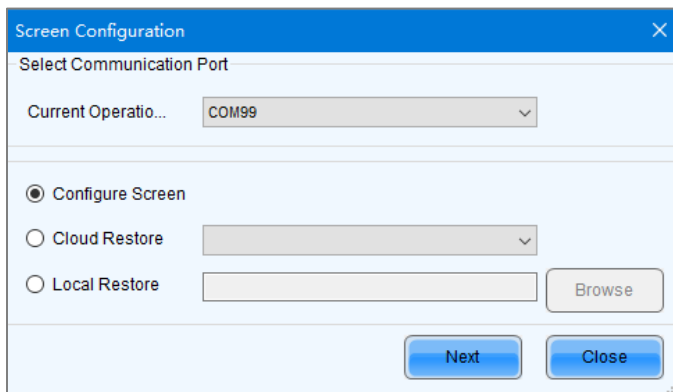 Screen Configuration
Select Communication Port
Current Operatio... COM99
Configure Screen
Cloud Restore
Local Restore Browse
Next Close